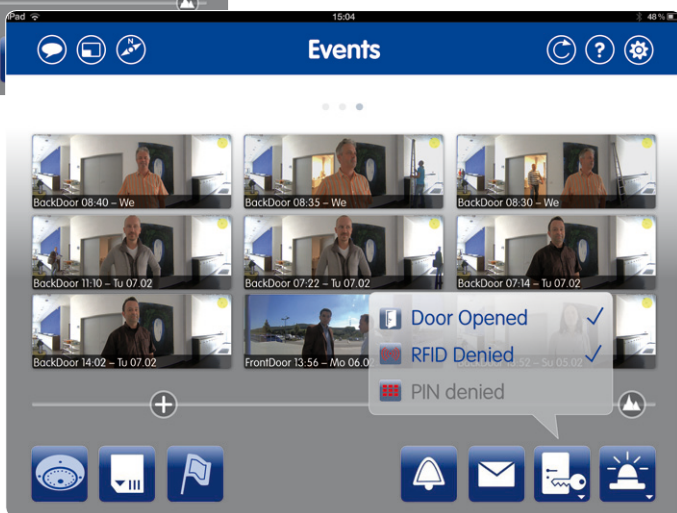 iPad 15:04 48%
Events
BackDoor 08:40 – We
BackDoor 08:35 – We
BackDoor 08:30 – We
BackDoor 11:10 – Tu 07.02
BackDoor 07:22 – Tu 07.02
BackDoor 07:14 – Tu 07.02
BackDoor 14:02 – Tu 07.02
FrontDoor 13:56 – Mo 06.0
52 – Su 05.02
Door Opened
RFID Denied
PIN denied